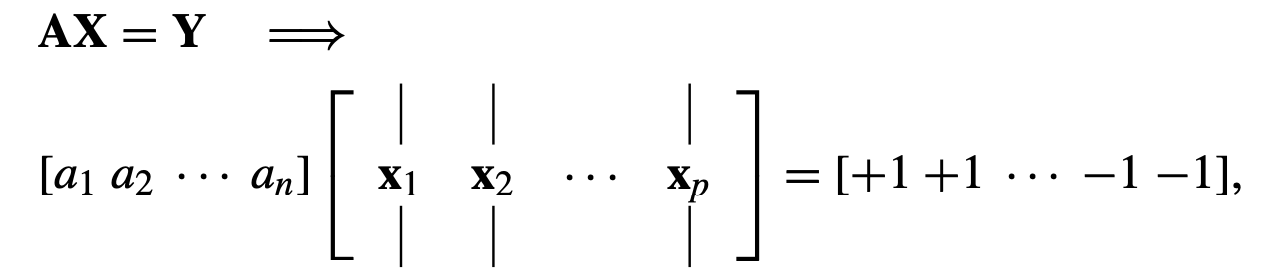 AX = Y ⟹
| | |
[a₁ a₂ ⋯ aₙ] [ x₁ x₂ ⋯ xₚ ] = [+1 +1 ⋯ −1 −1],
| | |